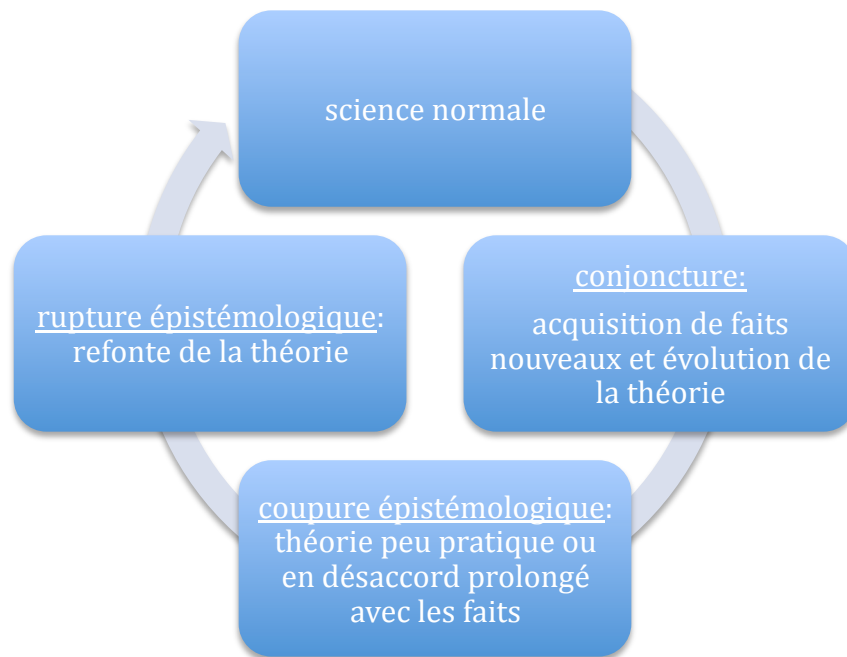 science normale
conjoncture:
acquisition de faits
nouveaux et évolution de
la théorie
coupure épistémologique:
théorie peu pratique ou
en désaccord prolongé
avec les faits
rupture épistémologique:
refonte de la théorie